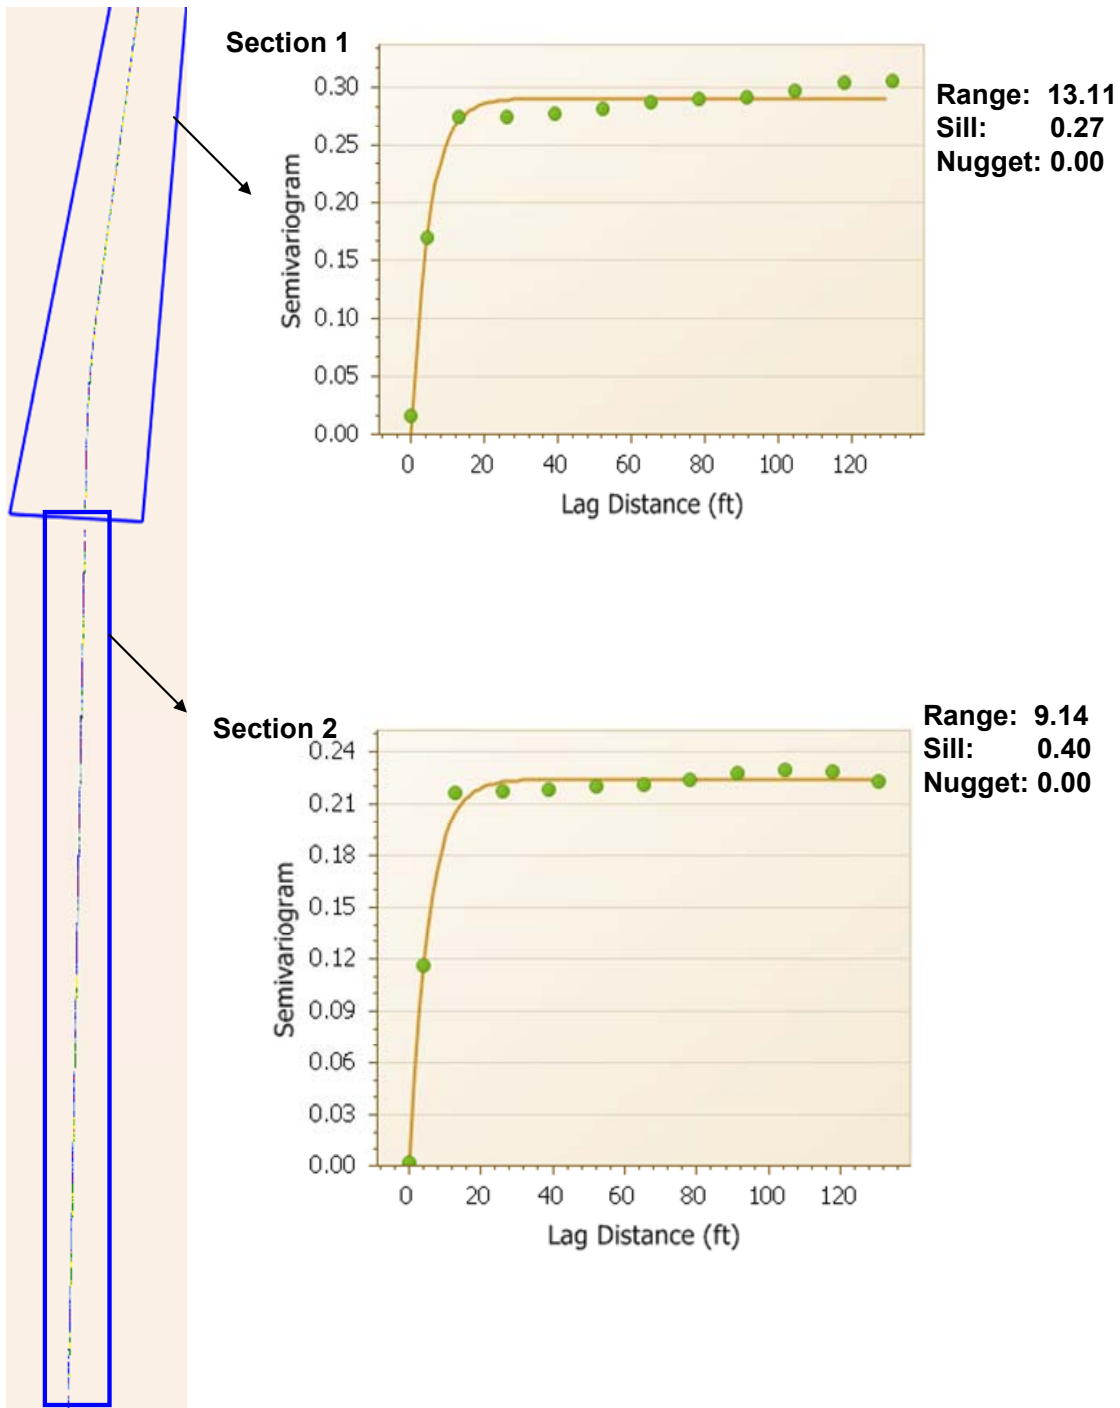 Section 1
0.30
0.25
0.20
0.15
0.10
0.05
0.00
Semivariogram
0 20 40 60 80 100 120
Lag Distance (ft)
Range: 13.11
Sill: 0.27
Nugget: 0.00
Section 2
0.24
0.21
0.18
0.15
0.12
0.09
0.06
0.03
0.00
Semivariogram
0 20 40 60 80 100 120
Lag Distance (ft)
Range: 9.14
Sill: 0.40
Nugget: 0.00